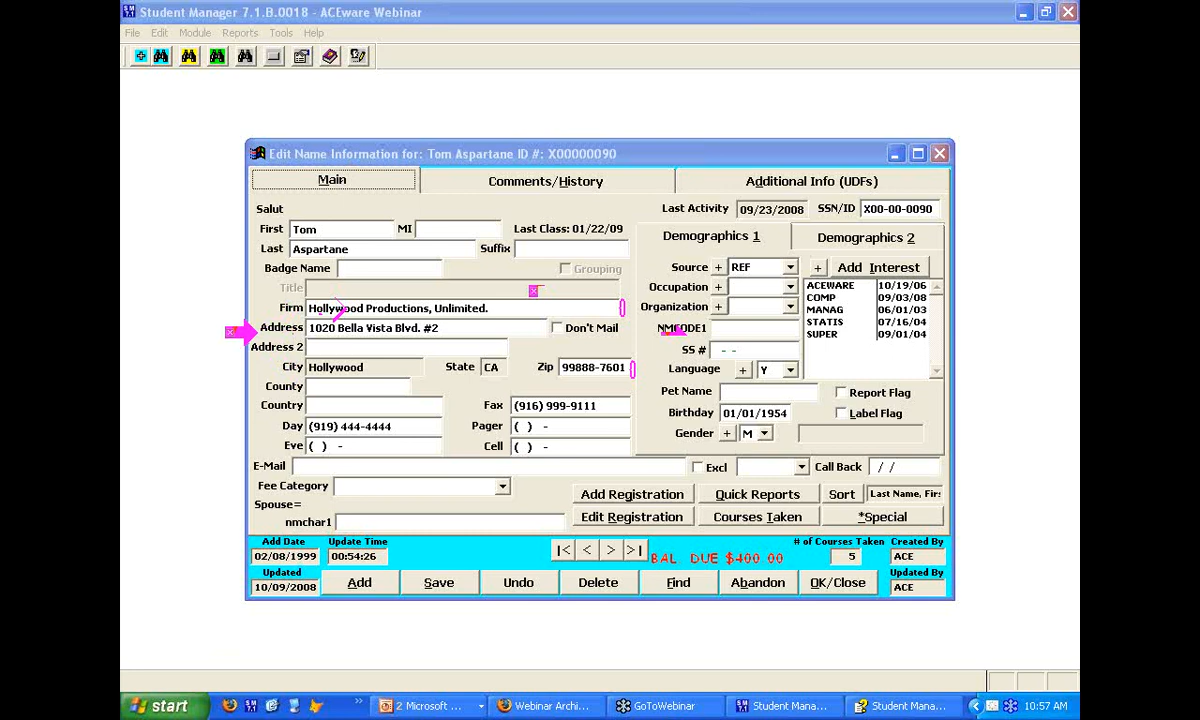 Student Manager 7.1.B.0018 - ACEware Webinar
File Edit Module Reports Tools Help
Edit Name Information for: Tom Aspartane ID #: X00000090
Main Comments/History Additional Info (UDFs)
Salut Last Activity 09/23/2008 SSN/ID X00-00-0090
First Tom MI Last Class: 01/22/09
Last Aspartane Suffix
Badge Name Grouping
Title
Firm Hollywood Productions, Unlimited.
Address 1020 Bella Vista Blvd. #2 Don't Mail
Address 2
City Hollywood State CA Zip 99888-7601
County
Country Fax (916) 999-9111
Day (919) 444-4444 Pager ( ) -
Eve ( ) - Cell ( ) -
Demographics 1 Demographics 2
Source + REF + Add Interest
Occupation +
Organization +
NMCODE1
SS # - -
Language + Y
Pet Name Report Flag
Birthday 01/01/1954 Label Flag
Gender + M
ACEWARE 10/19/06
COMP 09/03/08
MANAG 06/01/03
STATIS 07/16/04
SUPER 09/01/04
E-Mail Excl Call Back / /
Fee Category Add Registration Quick Reports Sort Last Name, Firs
Spouse=
nmchar1 Edit Registration Courses Taken *Special
Add Date Update Time # of Courses Taken Created By
02/08/1999 00:54:26 |< < > >| BAL DUE $400.00 5 ACE
Updated Updated By
10/09/2008 Add Save Undo Delete Find Abandon OK/Close ACE
start » 2 Microsoft ... Webinar Archi... GoToWebinar Student Mana... Student Mana... 10:57 AM